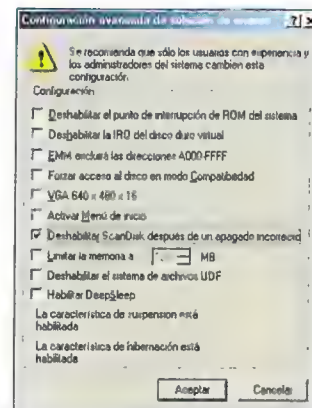 Configuración avanzada de solución de errores
Se recomienda que sólo los usuarios con experiencia y
los administradores del sistema cambien esta
configuración.
Configuración
Deshabilitar el punto de interrupción de ROM del sistema
Deshabilitar la IRQ del disco duro virtual
EMM excluirá las direcciones A000-FFFF
Forzar acceso al disco en modo Compatibilidad
VGA 640 x 480 x 16
Activar Menú de inicio
Deshabilitar ScanDisk después de un apagado incorrecto
Limitar la memoria a MB
Deshabilitar el sistema de archivos UDF
Habilitar DeepSleep
La característica de suspensión está
habilitada
La característica de hibernación está
habilitada
Aceptar
Cancelar